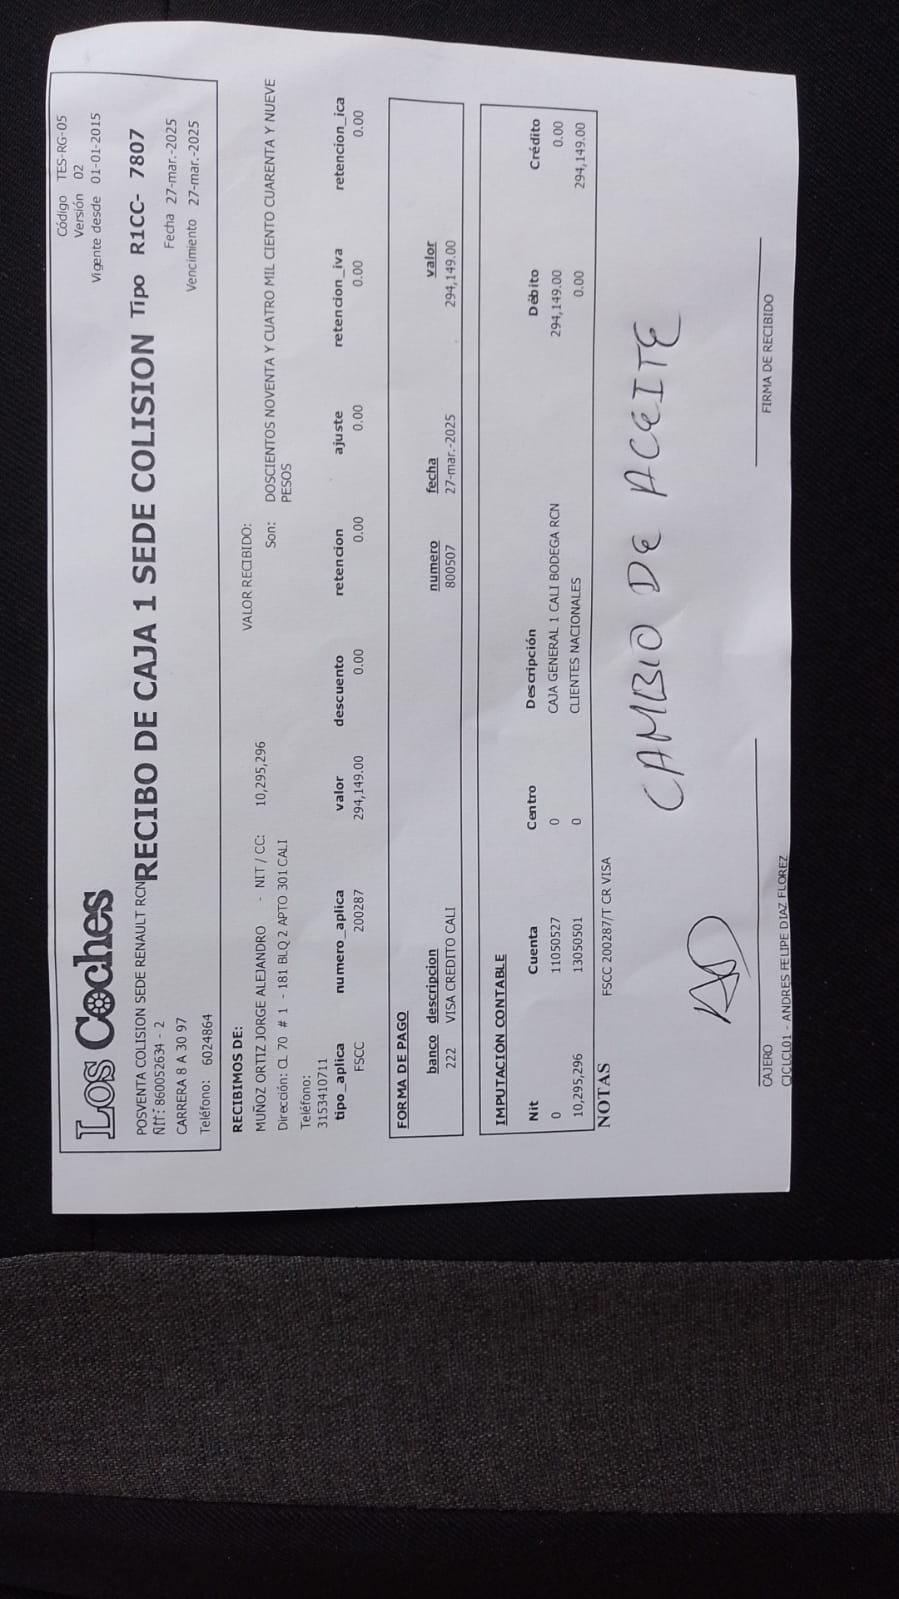 Los Coches
Código TES-RG-05
Versión 02
Vigente desde 01-01-2015
POSVENTA COLISION SEDE RENAULT RCN
RECIBO DE CAJA 1 SEDE COLISION Tipo R1CC- 7807
Ñit: 860052634 - 2
CARRERA 8 A 30 97
Teléfono: 6024864
Fecha 27-mar.-2025
Vencimiento 27-mar.-2025
RECIBIMOS DE:
VALOR RECIBIDO:
MUÑOZ ORTIZ JORGE ALEJANDRO - NIT / CC: 10,295,296
Son: DOSCIENTOS NOVENTA Y CUATRO MIL CIENTO CUARENTA Y NUEVE
PESOS
Dirección: CL 70 # 1 - 181 BLQ 2 APTO 301 CALI
Teléfono:
3153410711
tipo_aplica numero_aplica valor descuento retencion ajuste retencion_iva retencion_ica
FSCC 200287 294,149.00 0.00 0.00 0.00 0.00 0.00
FORMA DE PAGO
banco descripcion numero fecha valor
222 VISA CREDITO CALI 800507 27-mar.-2025 294,149.00
IMPUTACION CONTABLE
Nit Cuenta Centro Descripción Débito Crédito
0 11050527 0 CAJA GENERAL 1 CALI BODEGA RCN 294,149.00 0.00
10,295,296 13050501 0 CLIENTES NACIONALES 0.00 294,149.00
NOTAS
FSCC 200287/T CR VISA
CAMBIO DE ACEITE
CAJERO
FIRMA DE RECIBIDO
CJCLCL01 - ANDRES FELIPE DIAZ FLOREZ